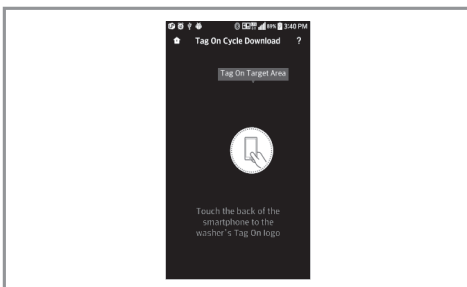 89% 3:40 PM
Tag On Cycle Download ?
Tag On Target Area
Touch the back of the
smartphone to the
washer's Tag On logo